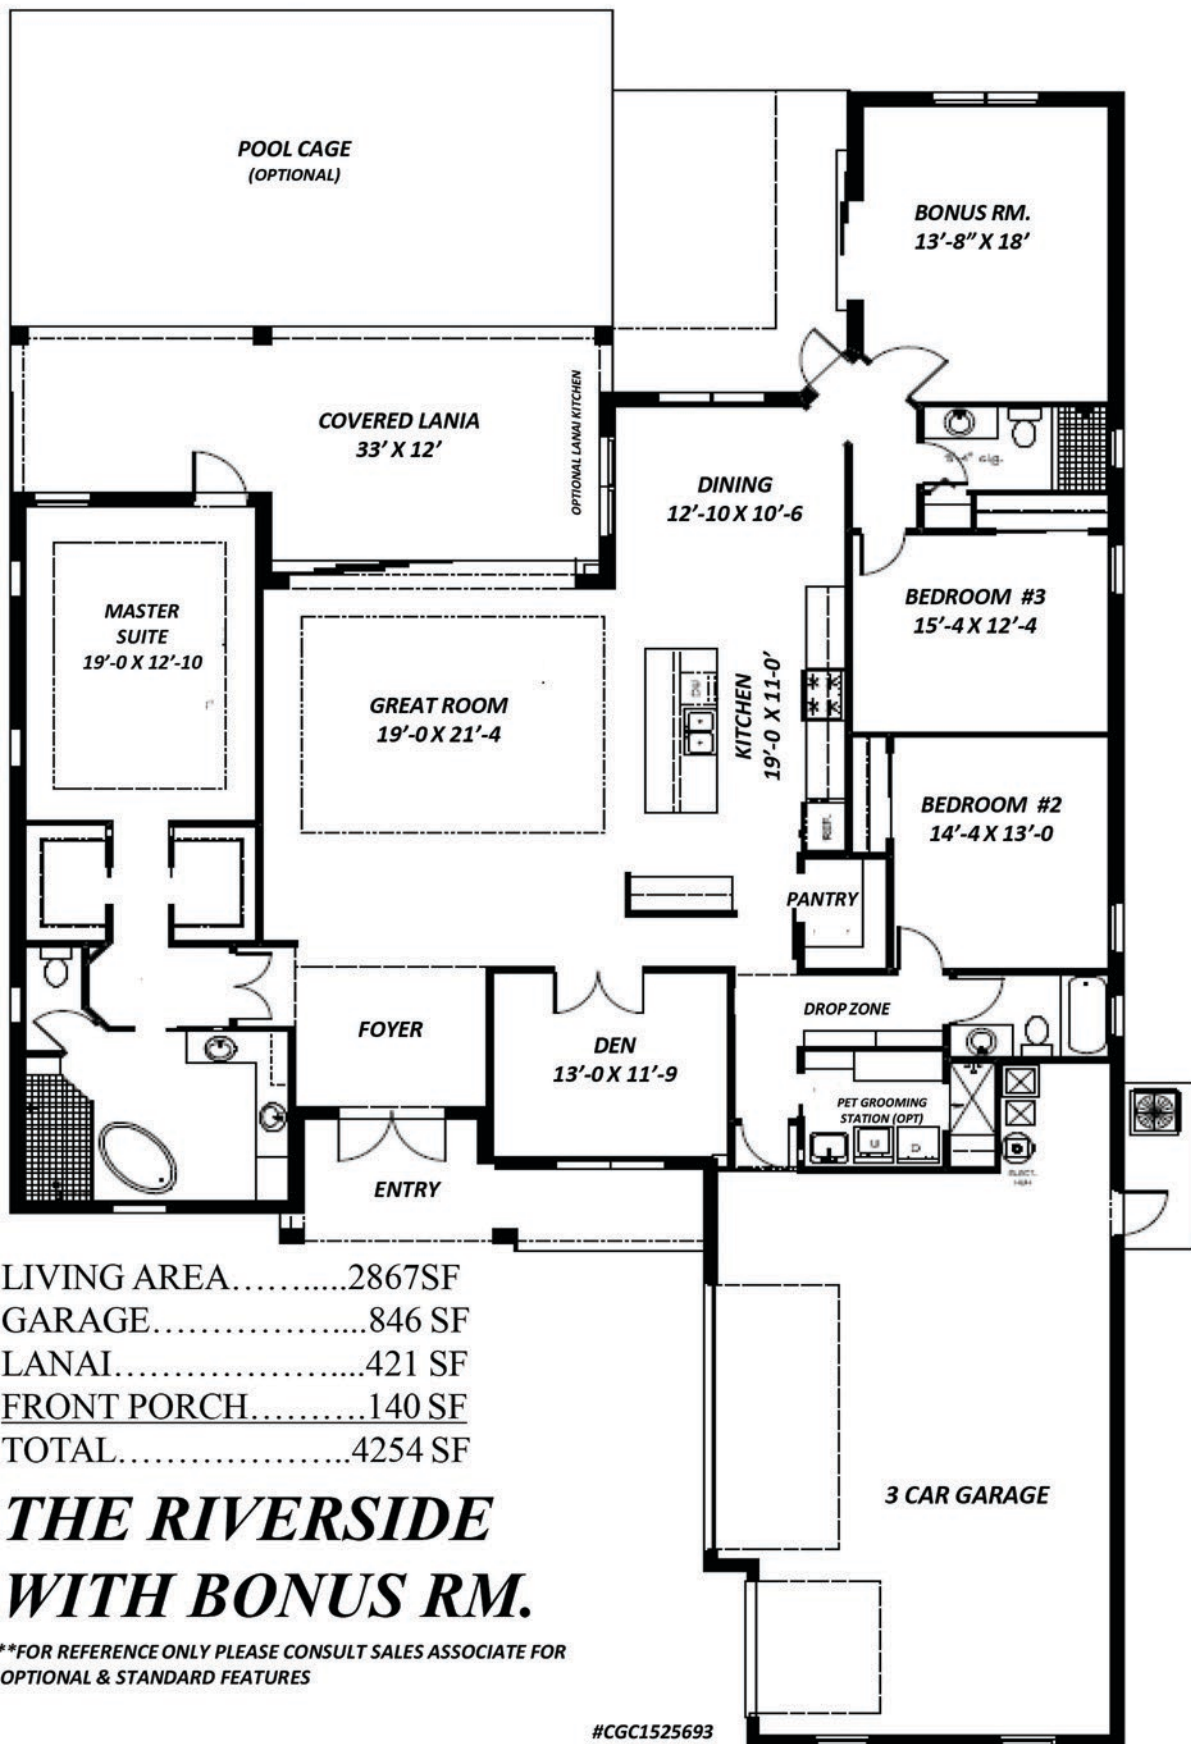 POOL CAGE
(OPTIONAL)
BONUS RM.
13'-8" X 18'
COVERED LANIA
33' X 12'
OPTIONAL LANAI KITCHEN
DINING
12'-10 X 10'-6
MASTER
SUITE
19'-0 X 12'-10
BEDROOM #3
15'-4 X 12'-4
GREAT ROOM
19'-0 X 21'-4
DW
KITCHEN
19'-0 X 11-0'
REF.
BEDROOM #2
14'-4 X 13'-0
PANTRY
DROP ZONE
FOYER
DEN
13'-0 X 11'-9
PET GROOMING
STATION (OPT)
D
ENTRY
LIVING AREA...........2867SF
GARAGE....................846 SF
LANAI.......................421 SF
FRONT PORCH..........140 SF
TOTAL.....................4254 SF
THE RIVERSIDE
WITH BONUS RM.
3 CAR GARAGE
**FOR REFERENCE ONLY PLEASE CONSULT SALES ASSOCIATE FOR
OPTIONAL & STANDARD FEATURES
#CGC1525693